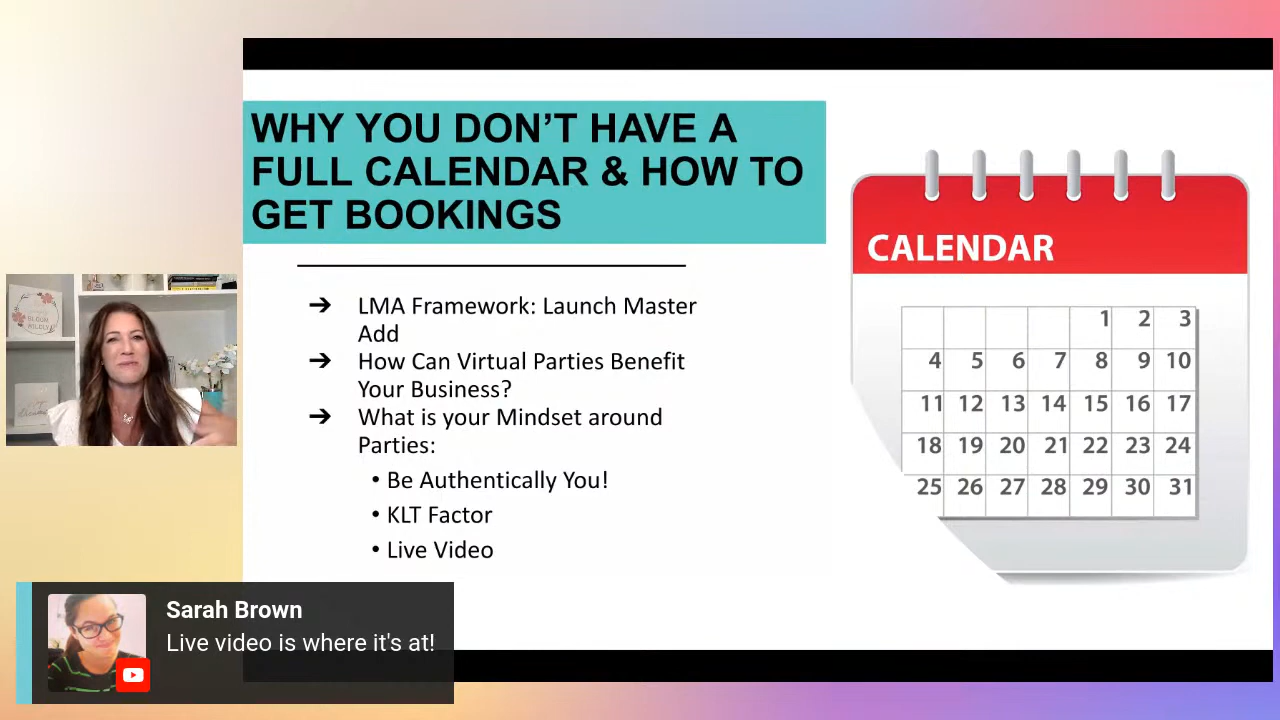 WHY YOU DON'T HAVE A
FULL CALENDAR & HOW TO
GET BOOKINGS
➔ LMA Framework: Launch Master
Add
➔ How Can Virtual Parties Benefit
Your Business?
➔ What is your Mindset around
Parties:
• Be Authentically You!
• KLT Factor
• Live Video
CALENDAR
1 2 3
4 5 6 7 8 9 10
11 12 13 14 15 16 17
18 19 20 21 22 23 24
25 26 27 28 29 30 31
BLOOM
WILDLY
Sarah Brown
Live video is where it's at!